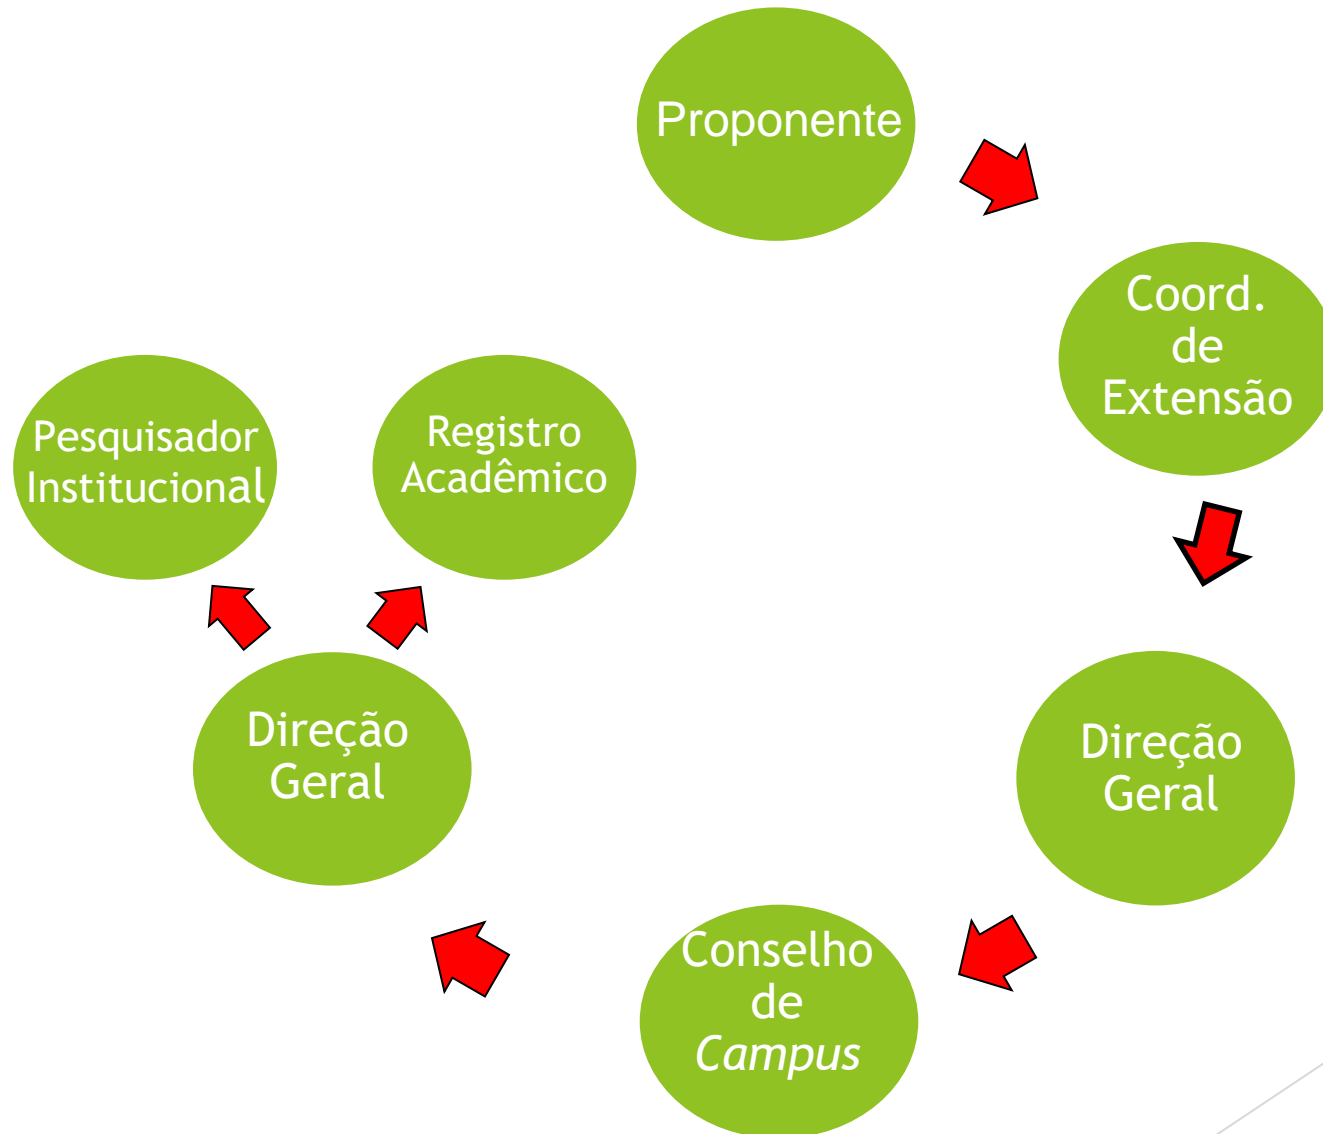 Proponente
Coord.
de
Extensão
Pesquisador
Institucional
Registro
Acadêmico
Direção
Geral
Direção
Geral
Conselho
de
Campus